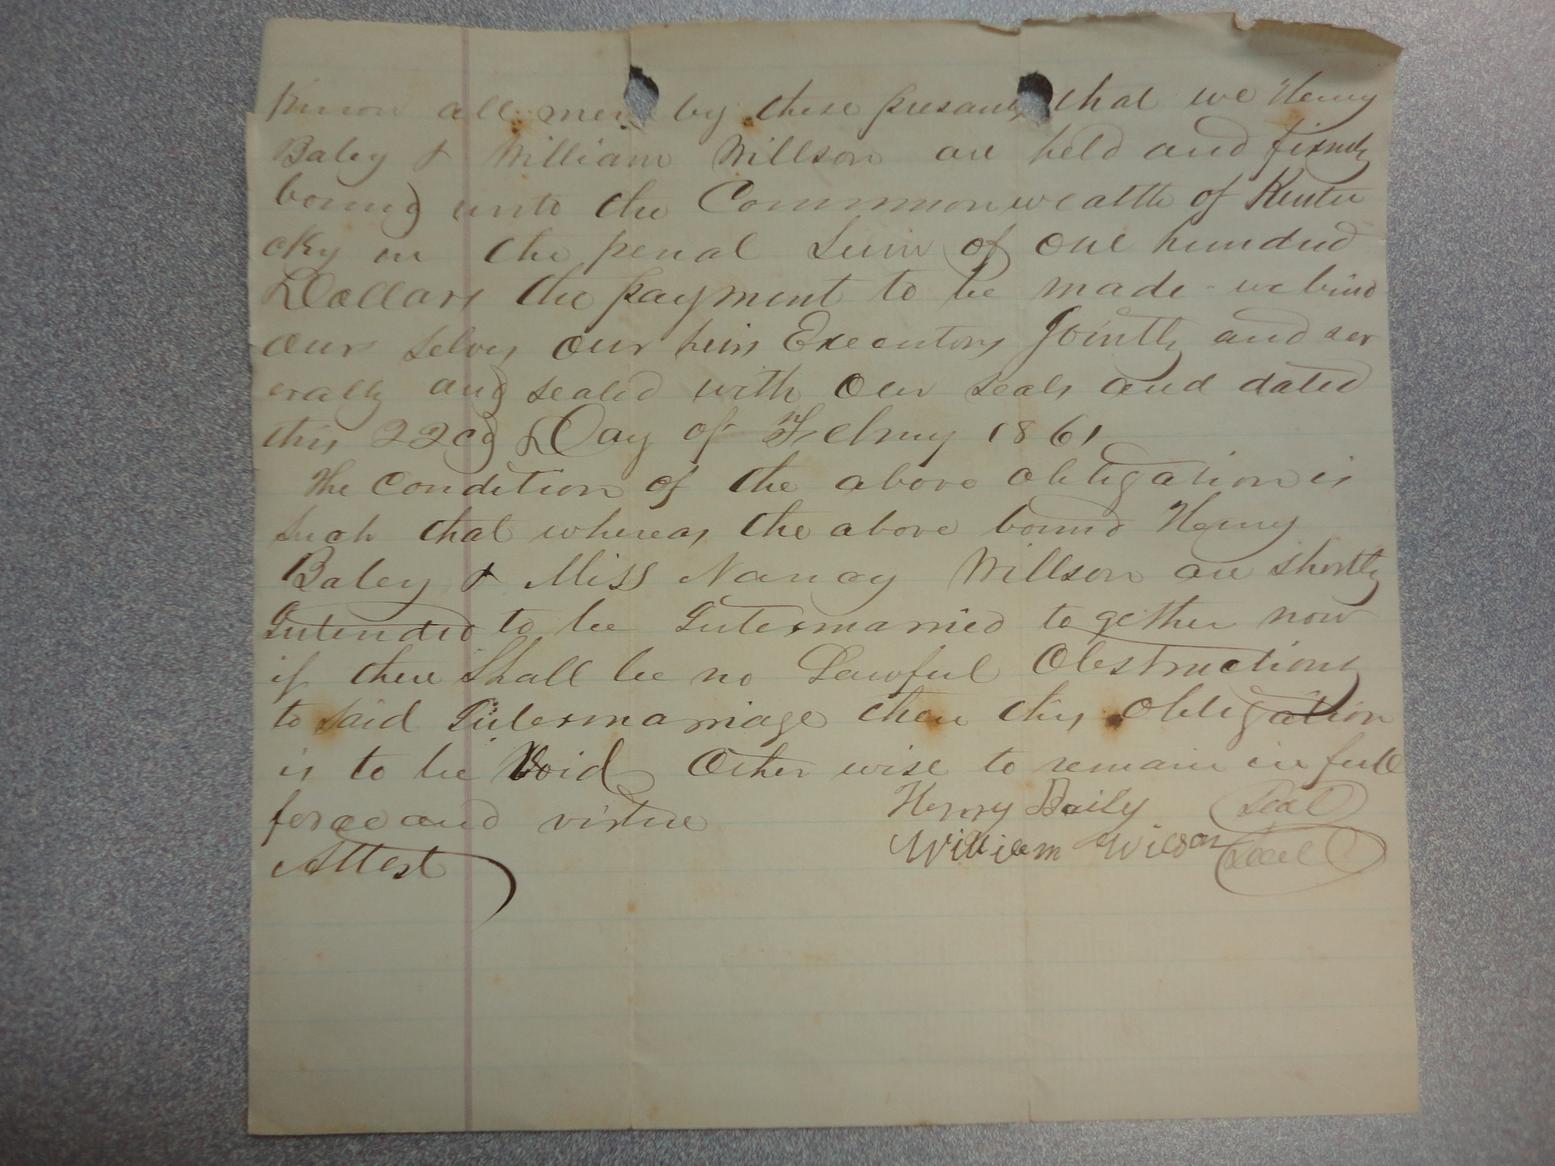 Know all men by these presants that we Henry
Baley & William Willson are held and firmly
bound unto the Commonwealth of Kentu
cky in the penal Sum of one hundred
Dollars the payment to be made - we bind
our selves our heirs Executors Jointly and sev
erally and sealed with our seals and dated
this 22cd Day of Februy 1861
The Condition of the above obligation is
such that whereas the above bound Henry
Baley & Miss Nancy Willson are shortly
Intended to be Intermarried together now
if there Shall be no Lawful Obstructions
to said Intermarriage then this obligation
is to be Void Other wise to remain in full
force and virtue
Henry Baily Seal
William Wilson Seal
Attest